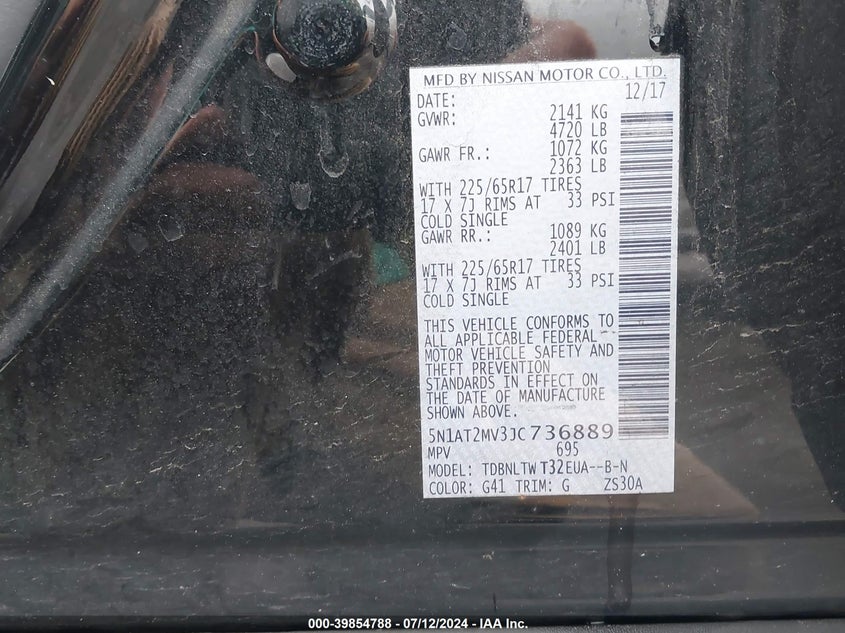 MFD BY NISSAN MOTOR CO., LTD.
DATE: 12/17
GVWR: 2141 KG
4720 LB
GAWR FR.: 1072 KG
2363 LB
WITH 225/65R17 TIRES
17 X 7J RIMS AT 33 PSI
COLD SINGLE
GAWR RR.: 1089 KG
2401 LB
WITH 225/65R17 TIRES
17 X 7J RIMS AT 33 PSI
COLD SINGLE
THIS VEHICLE CONFORMS TO
ALL APPLICABLE FEDERAL
MOTOR VEHICLE SAFETY AND
THEFT PREVENTION
STANDARDS IN EFFECT ON
THE DATE OF MANUFACTURE
SHOWN ABOVE.
5N1AT2MV3JC736889
MPV 695
MODEL: TDBNLTWT32EUA--B-N
COLOR: G41 TRIM: G ZS30A
000-39854788 - 07/12/2024 - IAA Inc.